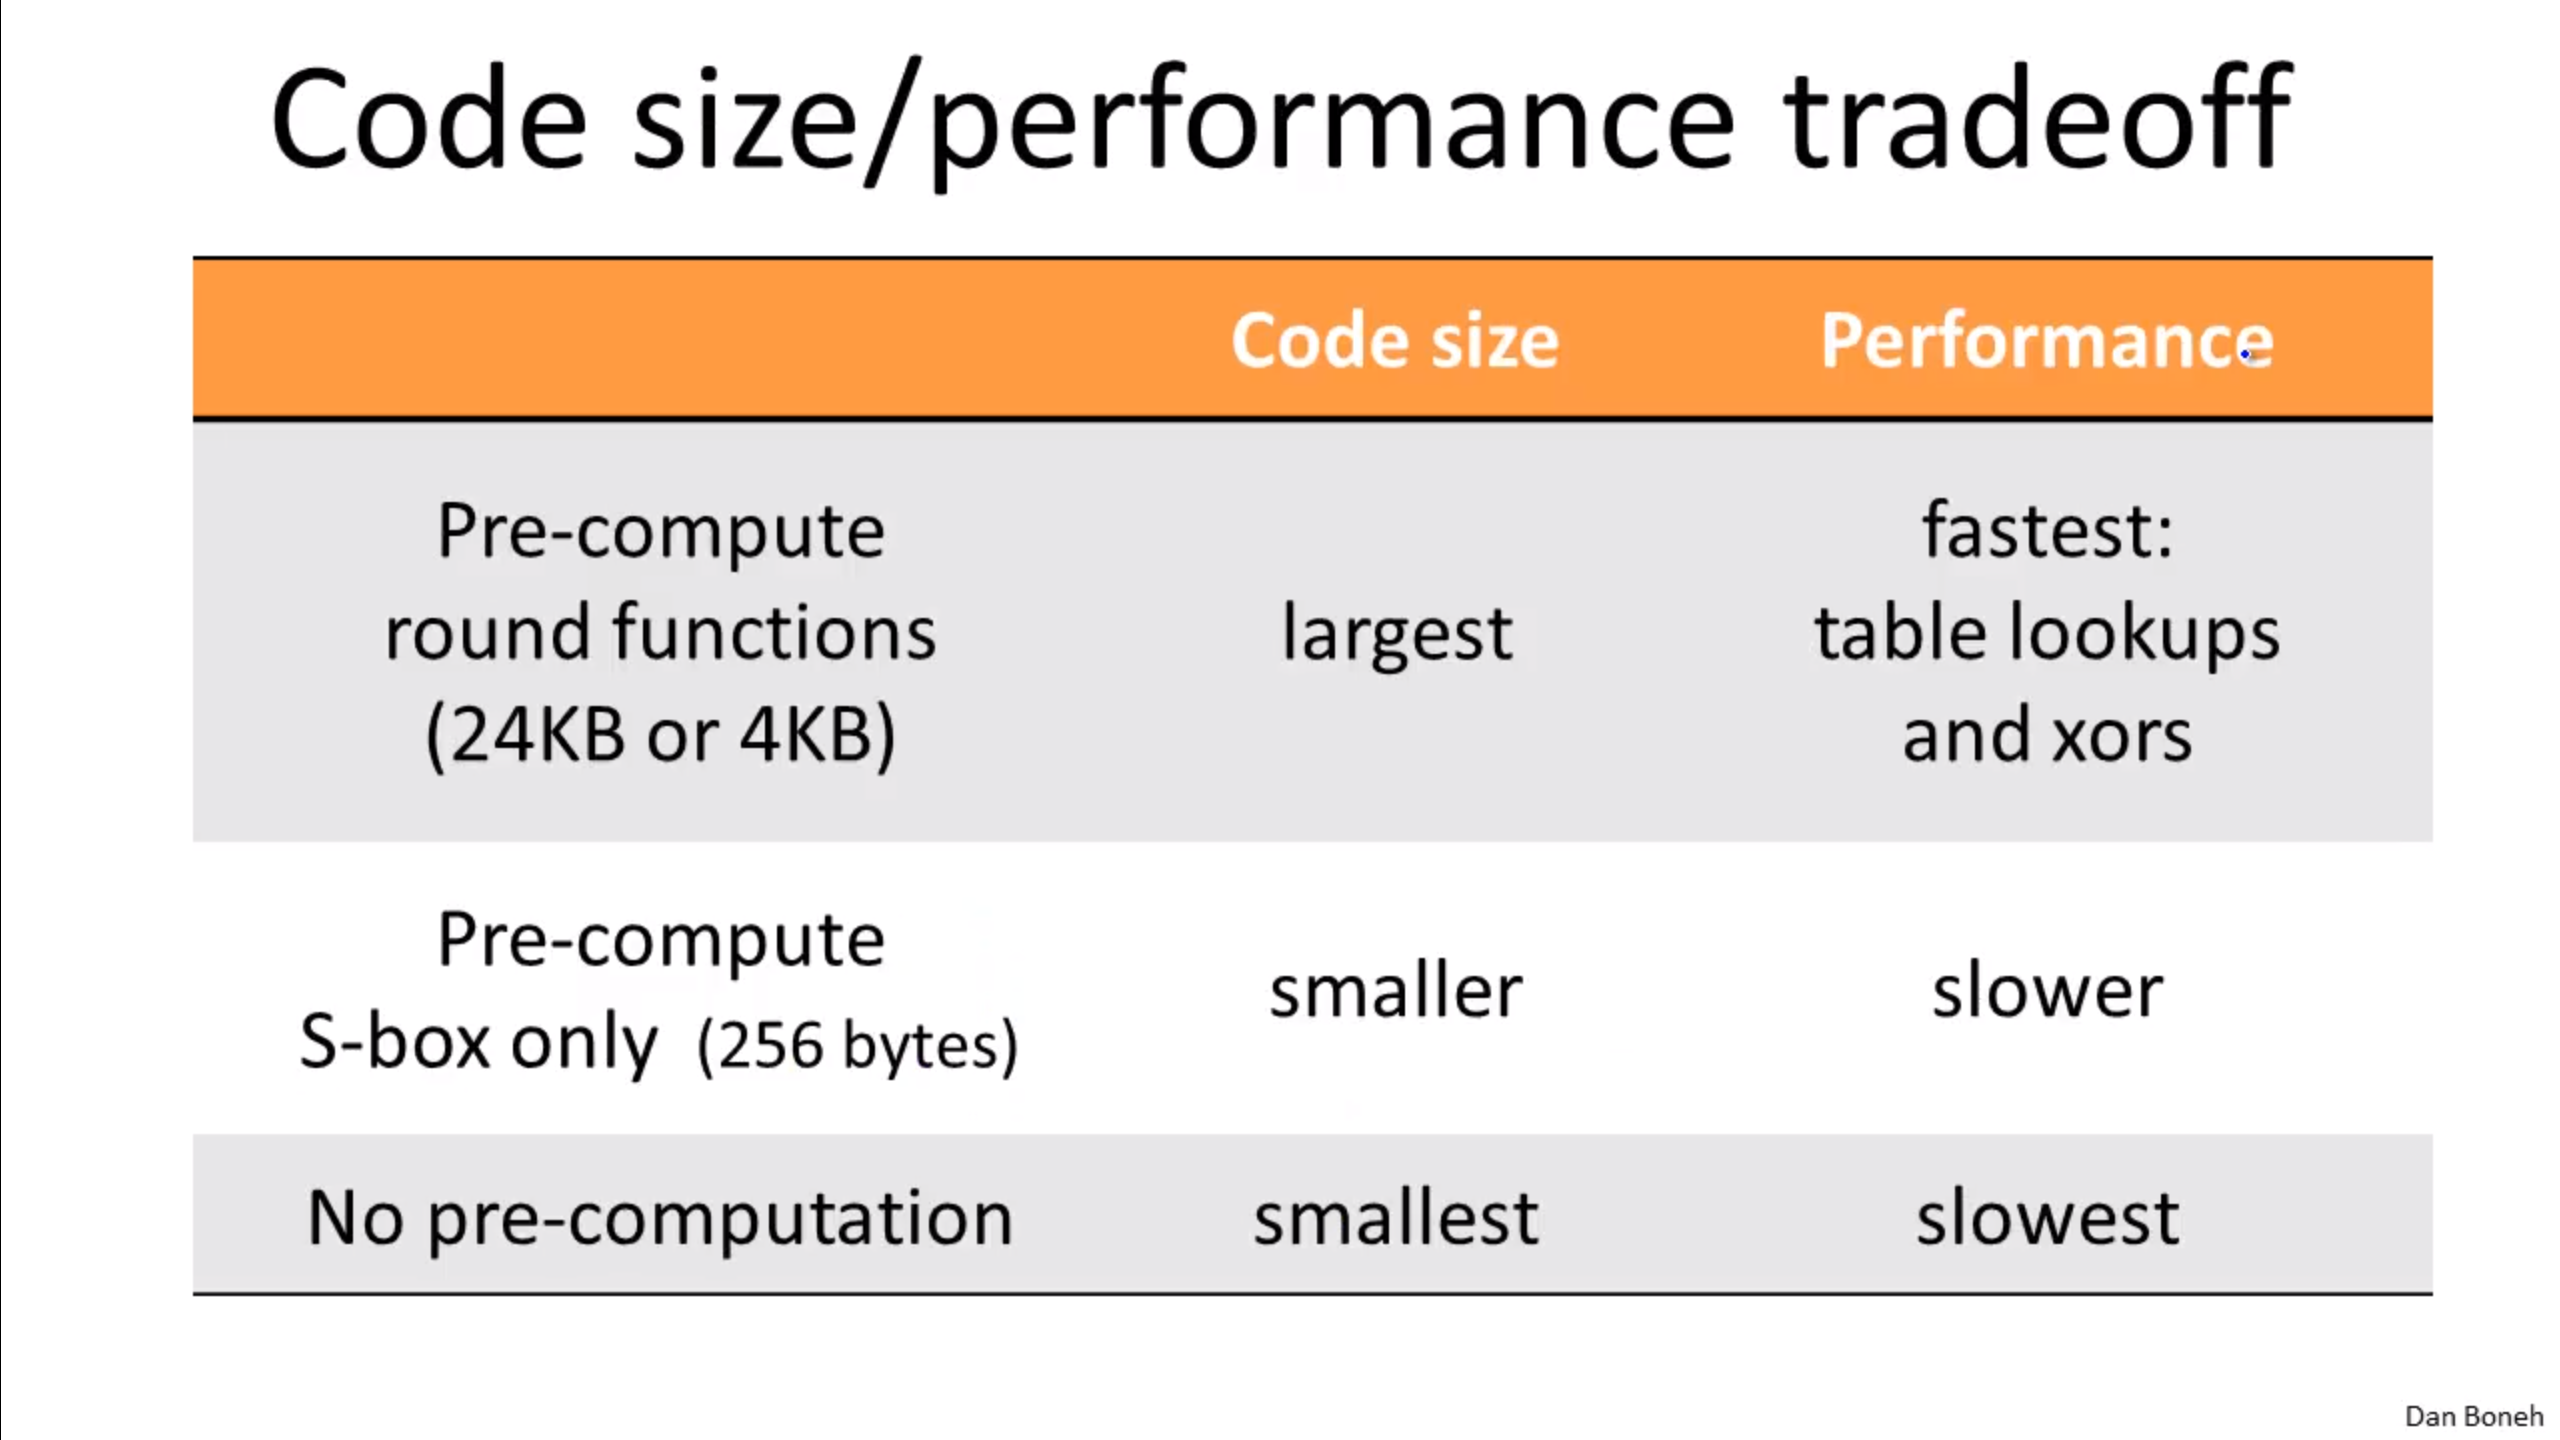 Code size/performance tradeoff
Code size Performance
Pre-compute
round functions
(24KB or 4KB)
largest
fastest:
table lookups
and xors
Pre-compute
S-box only (256 bytes)
smaller
slower
No pre-computation smallest slowest
Dan Boneh